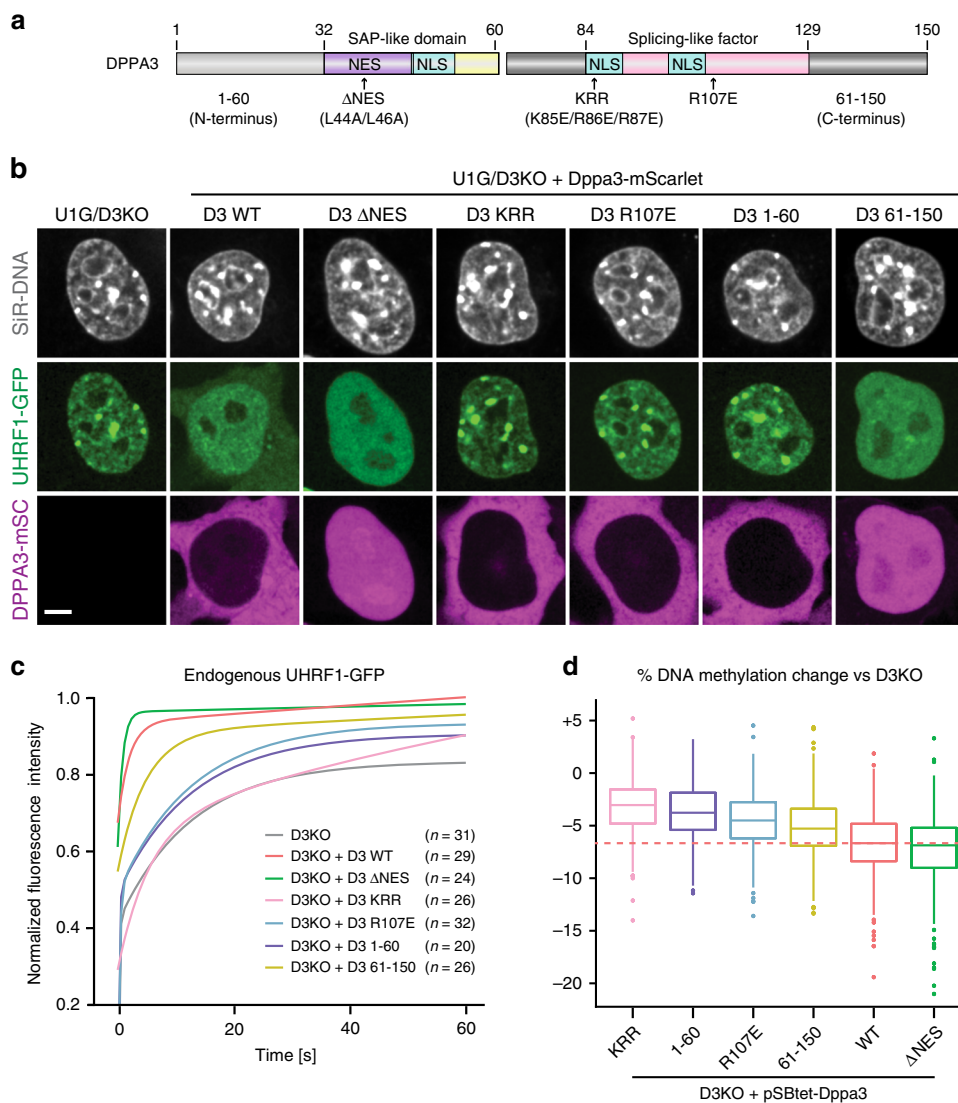 a
1 32 SAP-like domain 60 84 Splicing-like factor 129 150
DPPA3 NES NLS NLS NLS
1-60 ΔNES KRR R107E 61-150
(N-terminus) (L44A/L46A) (K85E/R86E/R87E) (C-terminus)
b
U1G/D3KO + Dppa3-mScarlet
U1G/D3KO D3 WT D3 ΔNES D3 KRR D3 R107E D3 1-60 D3 61-150
SiR-DNA
UHRF1-GFP
DPPA3-mSC
c
Endogenous UHRF1-GFP
Normalized fluorescence intensity
1.0
0.8
0.6
0.4
0.2
D3KO (n = 31)
D3KO + D3 WT (n = 29)
D3KO + D3 ΔNES (n = 24)
D3KO + D3 KRR (n = 26)
D3KO + D3 R107E (n = 32)
D3KO + D3 1-60 (n = 20)
D3KO + D3 61-150 (n = 26)
0 20 40 60
Time [s]
d
% DNA methylation change vs D3KO
+5
0
−5
−10
−15
−20
KRR 1-60 R107E 61-150 WT ΔNES
D3KO + pSBtet-Dppa3